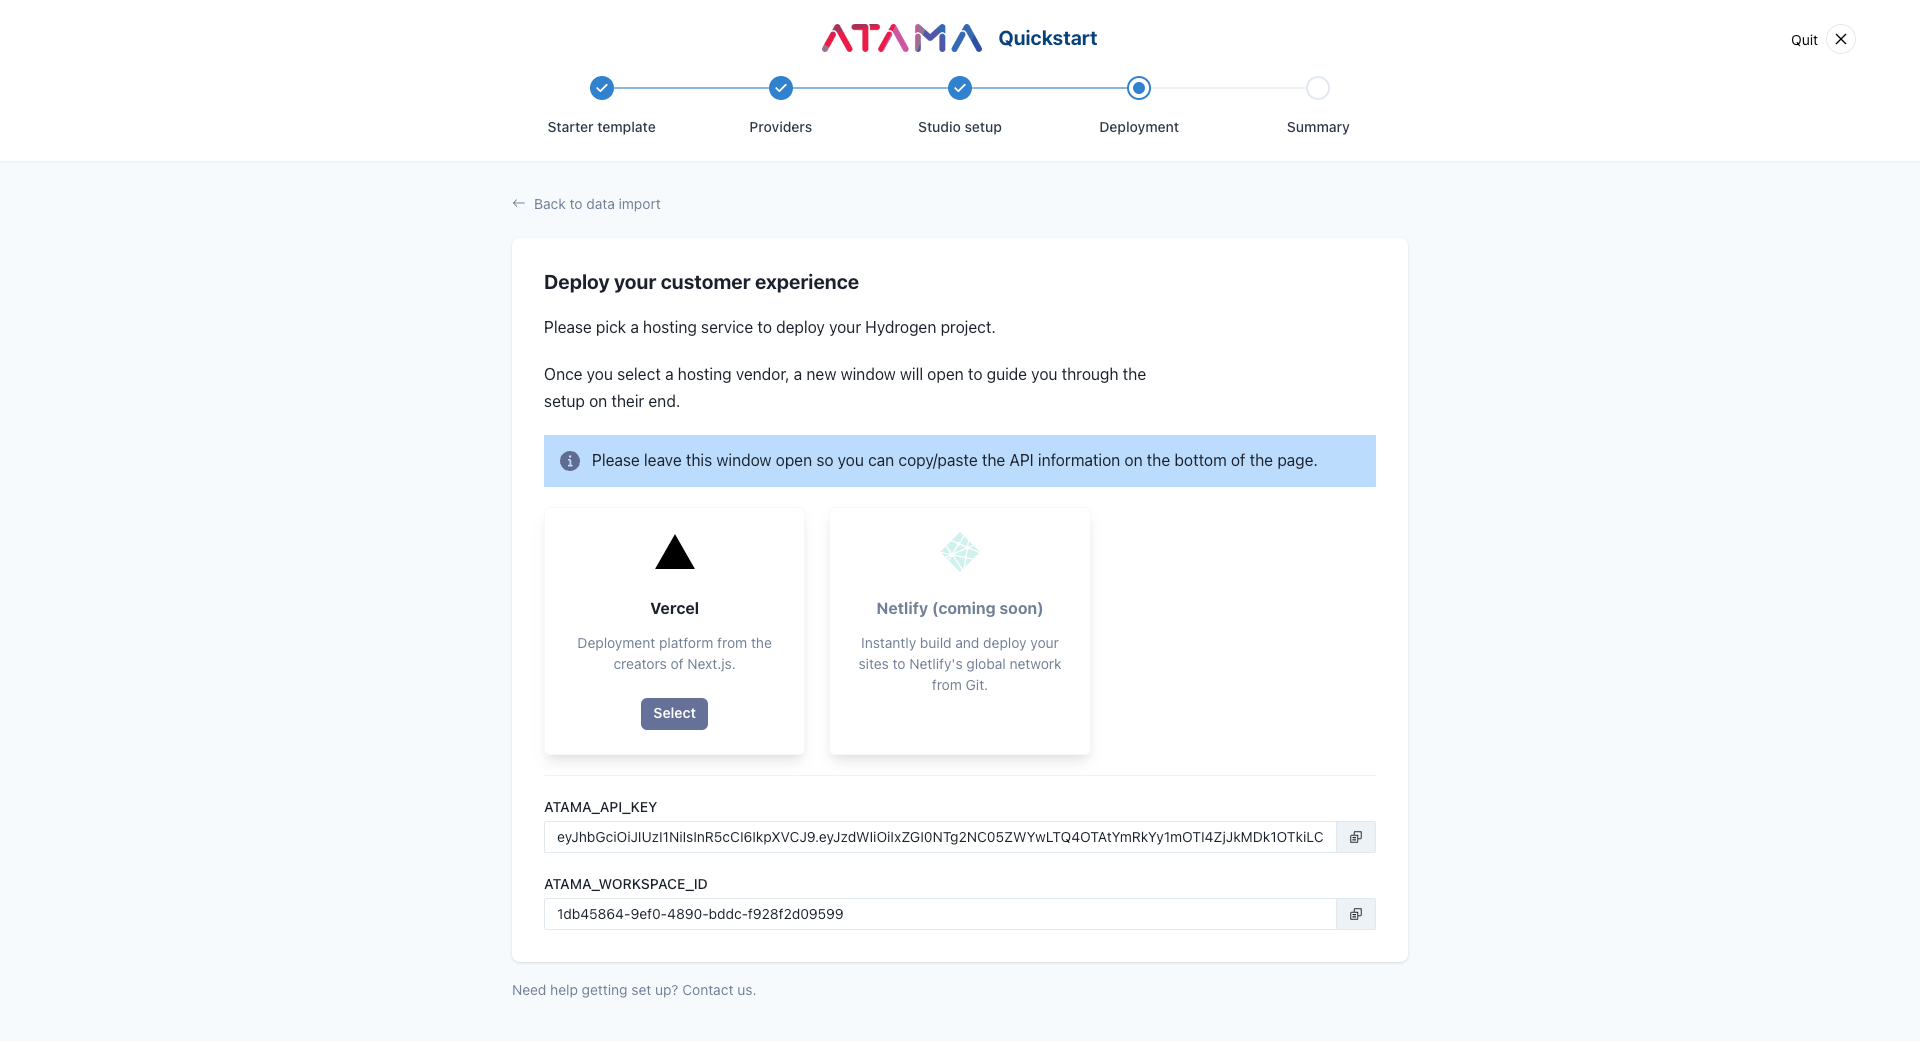 ATAMA Quickstart
Quit
Starter template
Providers
Studio setup
Deployment
Summary
Back to data import
Deploy your customer experience
Please pick a hosting service to deploy your Hydrogen project.
Once you select a hosting vendor, a new window will open to guide you through the
setup on their end.
Please leave this window open so you can copy/paste the API information on the bottom of the page.
Vercel
Deployment platform from the
creators of Next.js.
Select
Netlify (coming soon)
Instantly build and deploy your
sites to Netlify's global network
from Git.
ATAMA_API_KEY
eyJhbGciOiJIUzI1NiIsInR5cCI6IkpXVCJ9.eyJzdWIiOiIxZGI0NTg2NC05ZWYwLTQ4OTAtYmRkYy1mOTI4ZjJkMDk1OTkiLC
ATAMA_WORKSPACE_ID
1db45864-9ef0-4890-bddc-f928f2d09599
Need help getting set up? Contact us.